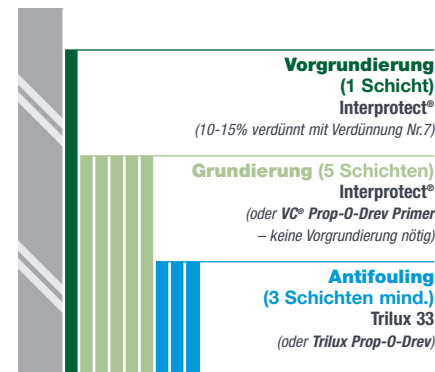 Vorgrundierung
(1 Schicht)
Interprotect®
(10-15% verdünnt mit Verdünnung Nr.7)
Grundierung (5 Schichten)
Interprotect®
(oder VC® Prop-O-Drev Primer
– keine Vorgrundierung nötig)
Antifouling
(3 Schichten mind.)
Trilux 33
(oder Trilux Prop-O-Drev)